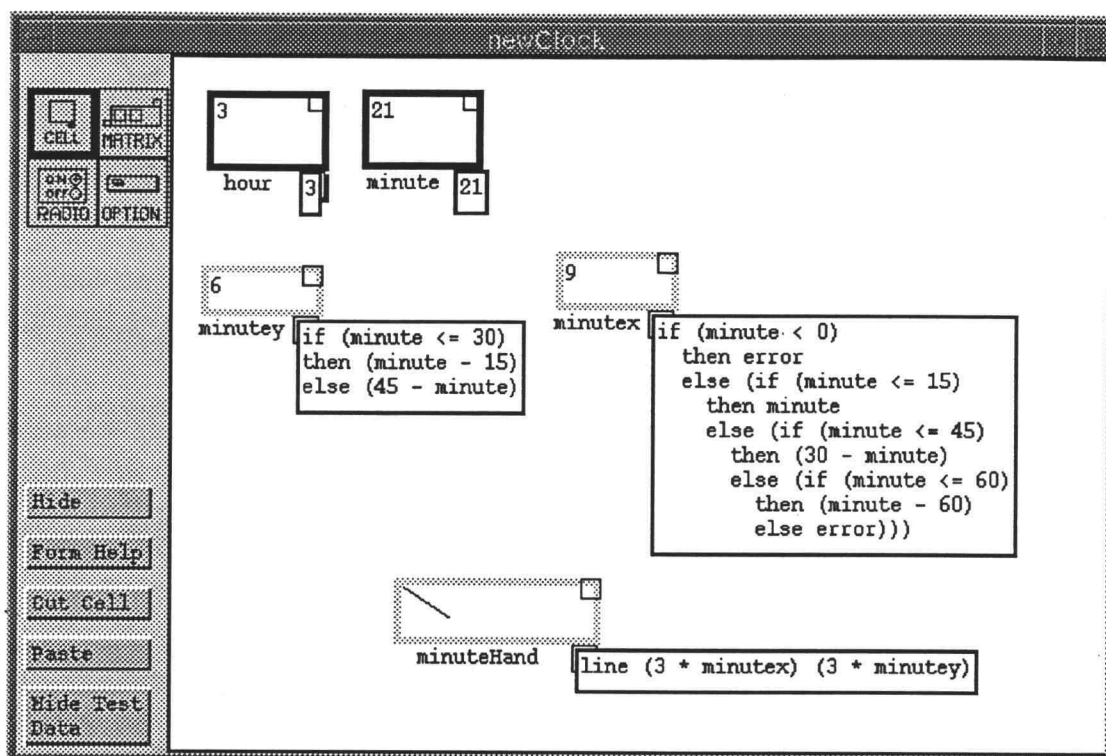 newClock
CELL MATRIX
ON
OFF
RADIO OPTION
3 21
hour 3 minute 21
6
minutey
if (minute <= 30)
then (minute - 15)
else (45 - minute)
9
minutex
if (minute < 0)
then error
else (if (minute <= 15)
then minute
else (if (minute <= 45)
then (30 - minute)
else (if (minute <= 60)
then (minute - 60)
else error)))
Hide
Form Help
Cut Cell
Paste
Hide Test
Data
minuteHand
line (3 * minutex) (3 * minutey)